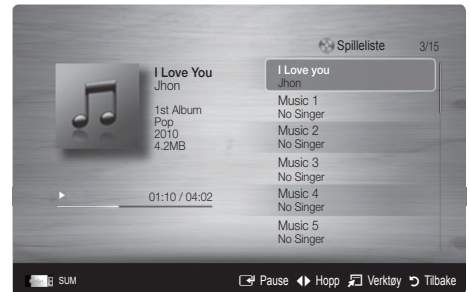 Spilleliste 3/15
I Love You
Jhon
1st Album
Pop
2010
4.2MB
01:10 / 04:02
I Love you
Jhon
Music 1
No Singer
Music 2
No Singer
Music 3
No Singer
Music 4
No Singer
Music 5
No Singer
SUM Pause Hopp Verktøy Tilbake